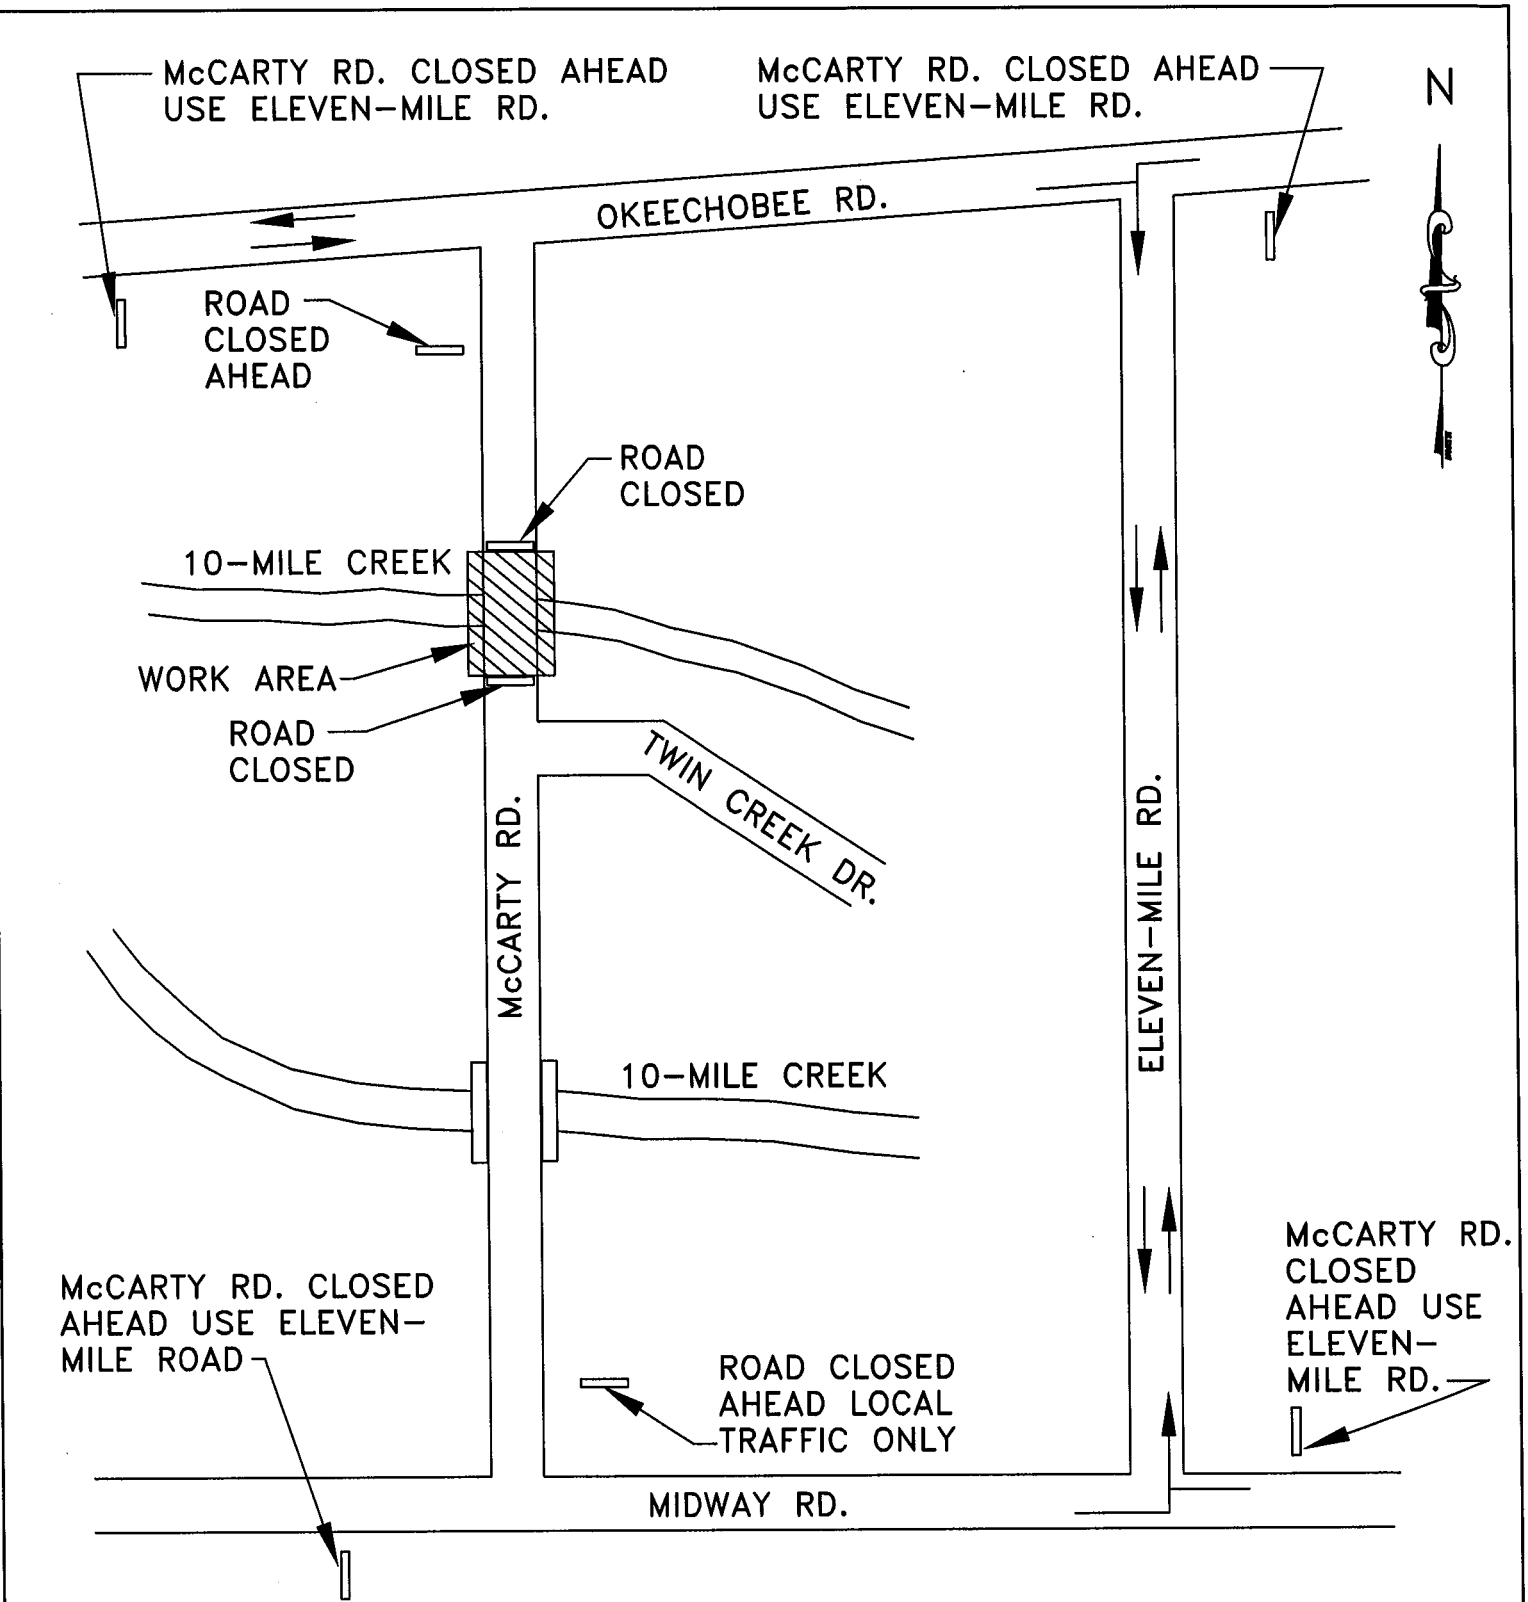 McCARTY RD. CLOSED AHEAD
USE ELEVEN-MILE RD.
McCARTY RD. CLOSED AHEAD
USE ELEVEN-MILE RD.
N
OKEECHOBEE RD.
ROAD
CLOSED
AHEAD
ROAD
CLOSED
10-MILE CREEK
WORK AREA
ROAD
CLOSED
TWIN CREEK DR.
McCARTY RD.
ELEVEN-MILE RD.
10-MILE CREEK
McCARTY RD.
CLOSED
AHEAD USE
ELEVEN-
MILE RD.
McCARTY RD. CLOSED
AHEAD USE ELEVEN-
MILE ROAD
ROAD CLOSED
AHEAD LOCAL
TRAFFIC ONLY
MIDWAY RD.